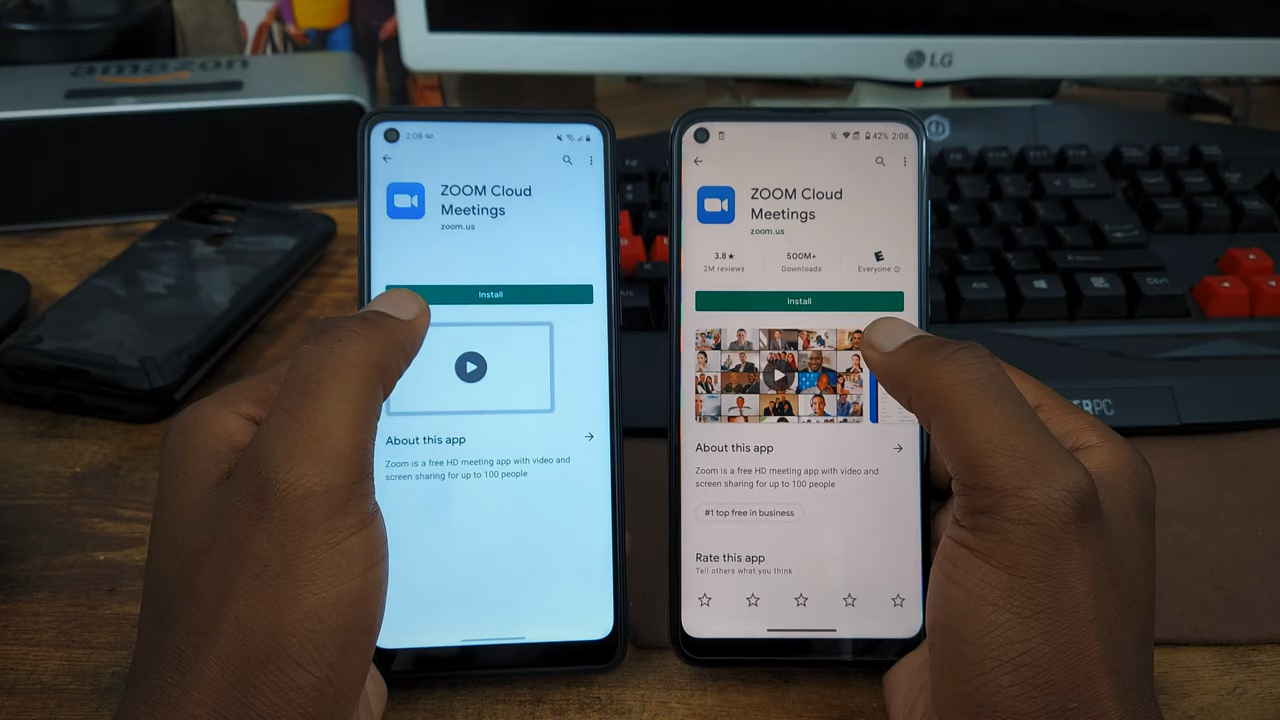 amazon
LG
2:08
ZOOM Cloud
Meetings
zoom.us
Install
About this app
Zoom is a free HD meeting app with video and
screen sharing for up to 100 people
42% 2:08
ZOOM Cloud
Meetings
zoom.us
3.8★ 500M+ E
2M reviews Downloads Everyone
Install
About this app
Zoom is a free HD meeting app with video and
screen sharing for up to 100 people
#1 top free in business
Rate this app
Tell others what you think
Ctrl
ERPC